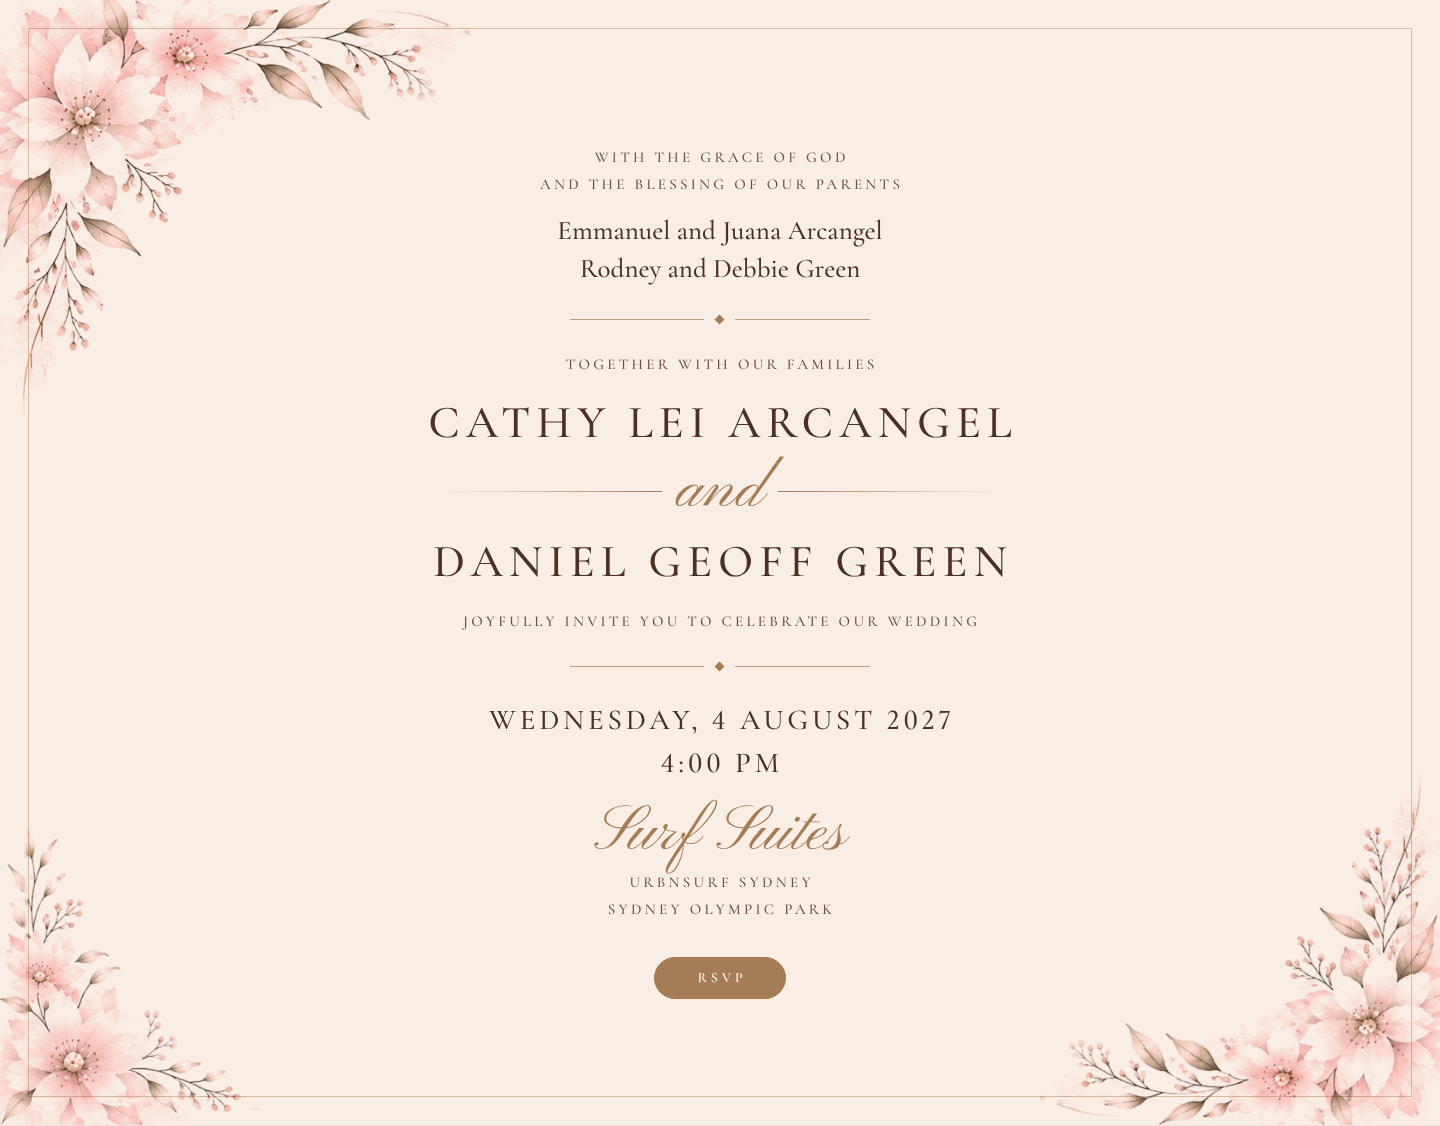 WITH THE GRACE OF GOD
AND THE BLESSING OF OUR PARENTS
Emmanuel and Juana Arcangel
Rodney and Debbie Green
TOGETHER WITH OUR FAMILIES
CATHY LEI ARCANGEL
and
DANIEL GEOFF GREEN
JOYFULLY INVITE YOU TO CELEBRATE OUR WEDDING
WEDNESDAY, 4 AUGUST 2027
4:00 PM
Surf Suites
URBNSURF SYDNEY
SYDNEY OLYMPIC PARK
RSVP